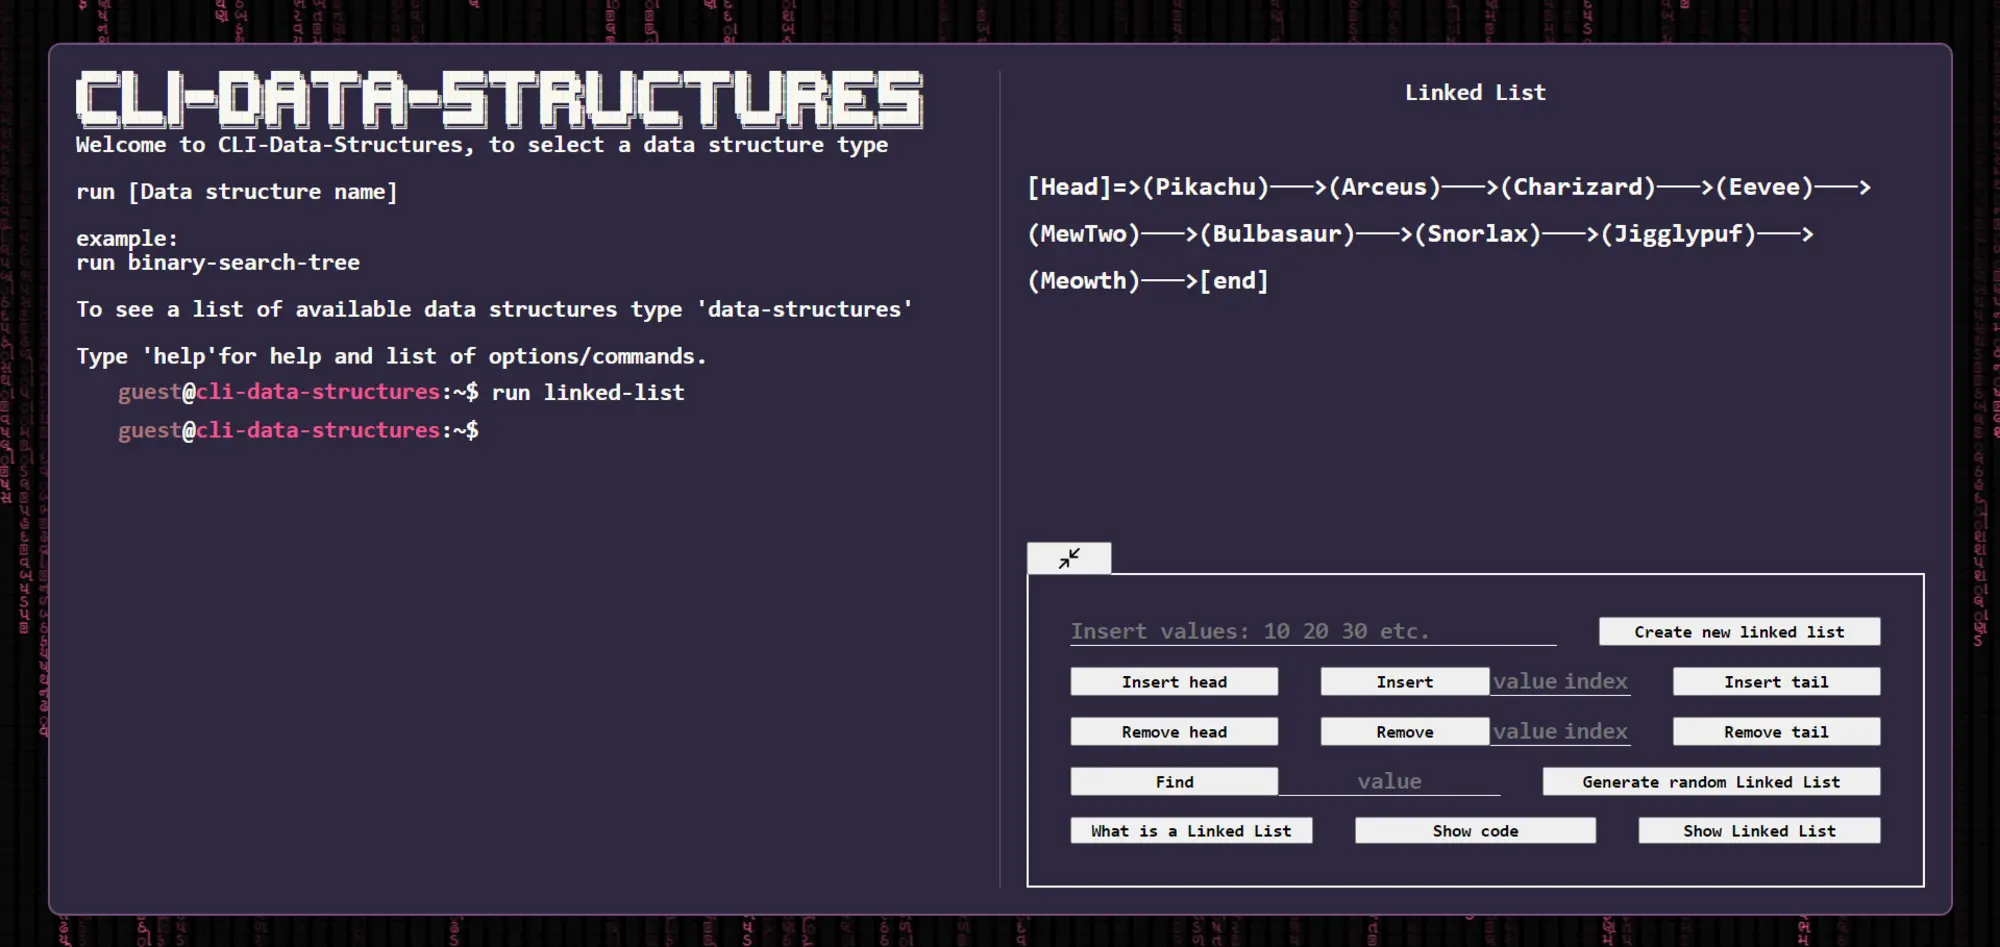 CLI-DATA-STRUCTURES
Welcome to CLI-Data-Structures, to select a data structure type
run [Data structure name]
example:
run binary-search-tree
To see a list of available data structures type 'data-structures'
Type 'help'for help and list of options/commands.
guest@cli-data-structures:~$ run linked-list
guest@cli-data-structures:~$
Linked List
[Head]=>(Pikachu)───>(Arceus)───>(Charizard)───>(Eevee)───>
(MewTwo)───>(Bulbasaur)───>(Snorlax)───>(Jigglypuf)───>
(Meowth)───>[end]
Insert values: 10 20 30 etc. Create new linked list
Insert head Insert value index Insert tail
Remove head Remove value index Remove tail
Find value Generate random Linked List
What is a Linked List Show code Show Linked List